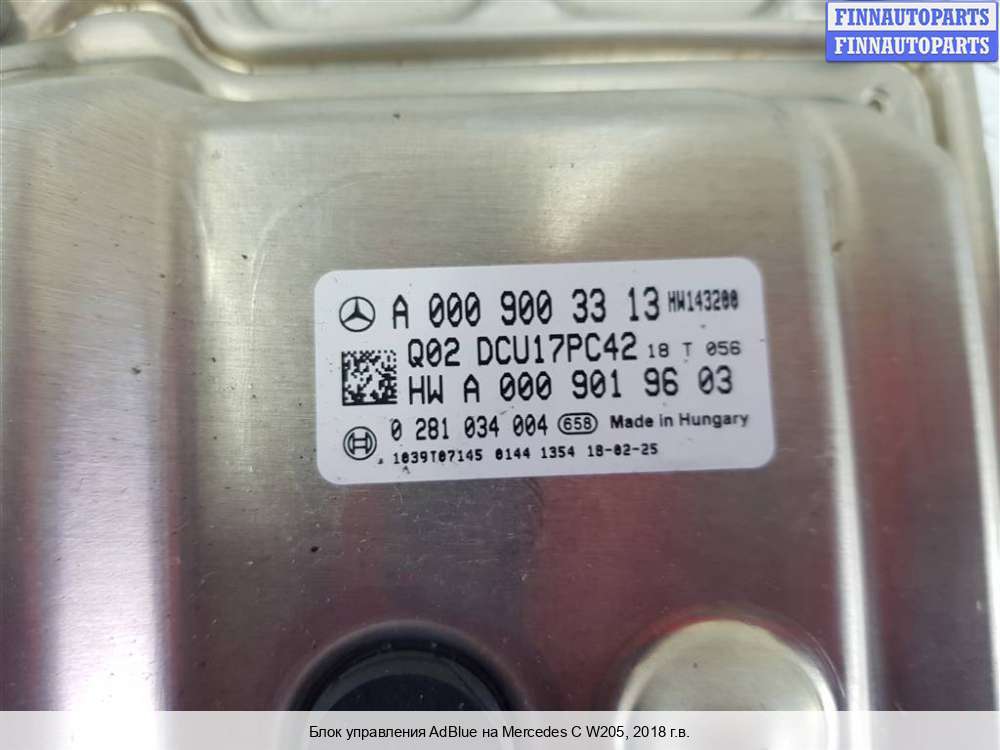 FINNAUTOPARTS
FINNAUTOPARTS
A 000 900 33 13 HW143200
Q02 DCU17PC42 18 T 056
HW A 000 901 96 03
0 281 034 004 658 Made in Hungary
1039T07145 0144 1354 18-02-25
Блок управления AdBlue на Mercedes C W205, 2018 г.в.